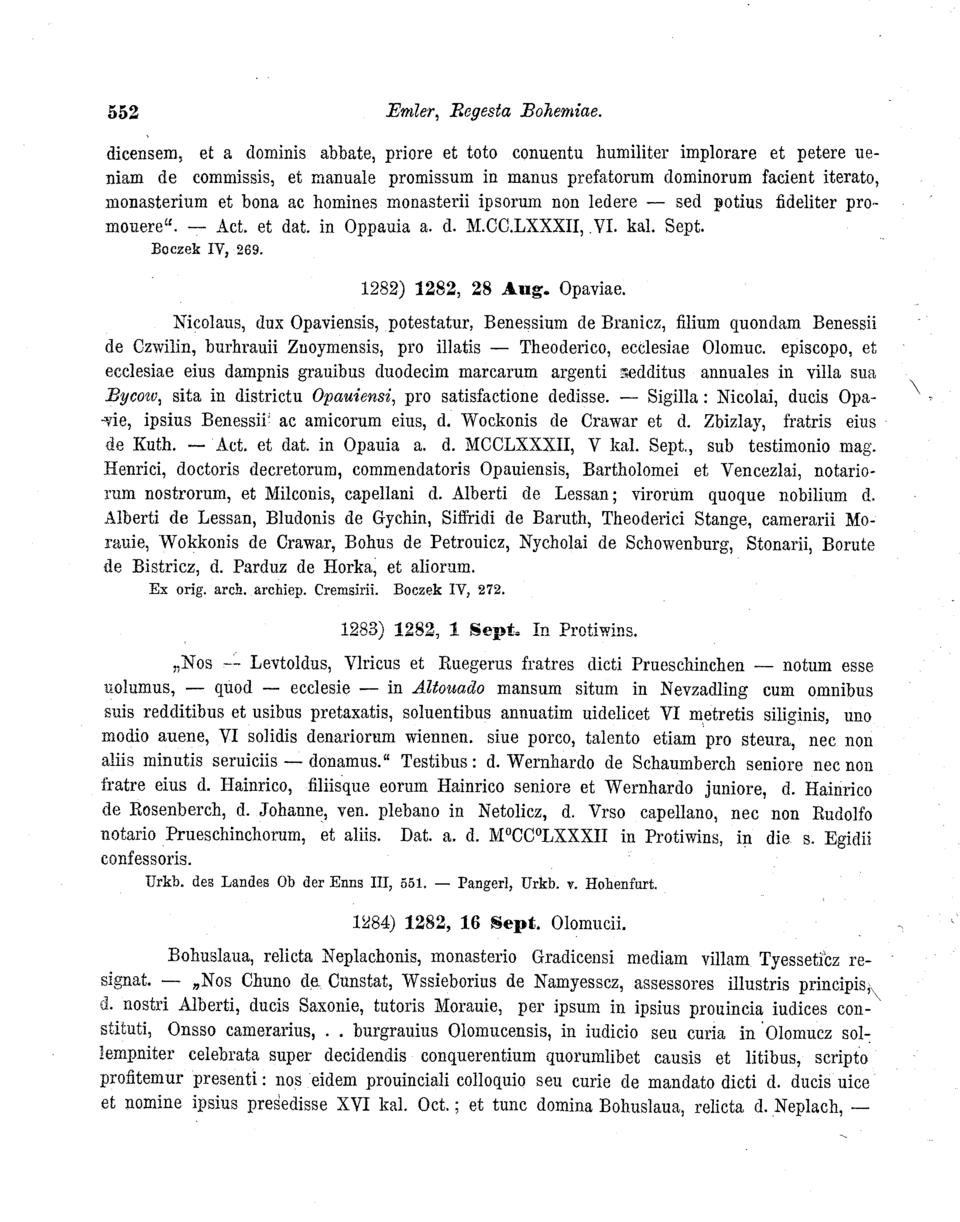 552 Emler, Regesta Bohemiae.
dicensem, et a dominis abbate, priore et toto conuentu humiliter implorare et petere ue-
niam de commissis, et manuale promissum in manus prefatorum dominorum facient iterato,
monasterium et bona ac homines monasterii ipsorum non ledere — sed potius fideliter pro-
mouere“. — Act. et dat. in Oppauia a. d. M.CC.LXXXII, VI. kal. Sept.
Boczek IV, 269.
1282) 1282, 28 Aug. Opaviae.
Nicolaus, dux Opaviensis, potestatur, Benessium de Branicz, filium quondam Benessii
de Czwilin, burhrauii Znoymensis, pro illatis — Theoderico, ecclesiae Olomuc. episcopo, et
ecclesiae eius dampnis grauibus duodecim marcarum argenti redditus annuales in villa sua
Bycow, sita in districtu Opauiensi, pro satisfactione dedisse. — Sigilla: Nicolai, ducis Opa-
vie, ipsius Benessii ac amicorum eius, d. Wockonis de Crawar et d. Zbizlay, fratris eius
de Kuth. — Act. et dat. in Opauia a. d. MCCLXXXII, V kal. Sept., sub testimonio mag.
Henrici, doctoris decretorum, commendatoris Opauiensis, Bartholomei et Vencezlai, notario-
rum nostrorum, et Milconis, capellani d. Alberti de Lessan; virorum quoque nobilium d.
Alberti de Lessan, Bludonis de Gychin, Siffridi de Baruth, Theoderici Stange, camerarii Mo-
rauie, Wokkonis de Crawar, Bohus de Petrouicz, Nycholai de Schowenburg, Stonarii, Borute
de Bistricz, d. Parduz de Horka, et aliorum.
Ex orig. arch. archiep. Cremsirii. Boczek IV, 272.
1283) 1282, 1 Sept. In Protiwins.
„Nos — Levtoldus, Vlricus et Ruegerus fratres dicti Prueschinchen — notum esse
uolumus, — quod — ecclesie — in Altouado mansum situm in Nevzadling cum omnibus
suis redditibus et usibus pretaxatis, soluentibus annuatim uidelicet VI metretis siliginis, uno
modio auene, VI solidis denariorum wiennen. siue porco, talento etiam pro steura, nec non
aliis minutis seruiciis — donamus.“ Testibus: d. Wernhardo de Schaumberch seniore nec non
fratre eius d. Hainrico, filiisque eorum Hainrico seniore et Wernhardo juniore, d. Hainrico
de Rosenberch, d. Johanne, ven. plebano in Netolicz, d. Vrso capellano, nec non Rudolfo
notario Prueschinchorum, et aliis. Dat. a. d. M⁰CC⁰LXXXII in Protiwins, in die s. Egidii
confessoris.
Urkb. des Landes Ob der Enns III, 551. — Pangerl, Urkb. v. Hohenfurt.
1284) 1282, 16 Sept. Olomucii.
Bohuslaua, relicta Neplachonis, monasterio Gradicensi mediam villam Tyesseticz re-
signat. — „Nos Chuno de Cunstat, Wssieborius de Namyesscz, assessores illustris principis,
d. nostri Alberti, ducis Saxonie, tutoris Morauie, per ipsum in ipsius prouincia iudices con-
stituti, Onsso camerarius, . . burgrauius Olomucensis, in iudicio seu curia in Olomucz sol-
lempniter celebrata super decidendis conquerentium quorumlibet causis et litibus, scripto
profitemur presenti: nos eidem prouinciali colloquio seu curie de mandato dicti d. ducis uice
et nomine ipsius presedisse XVI kal. Oct.; et tunc domina Bohuslaua, relicta d. Neplach, —